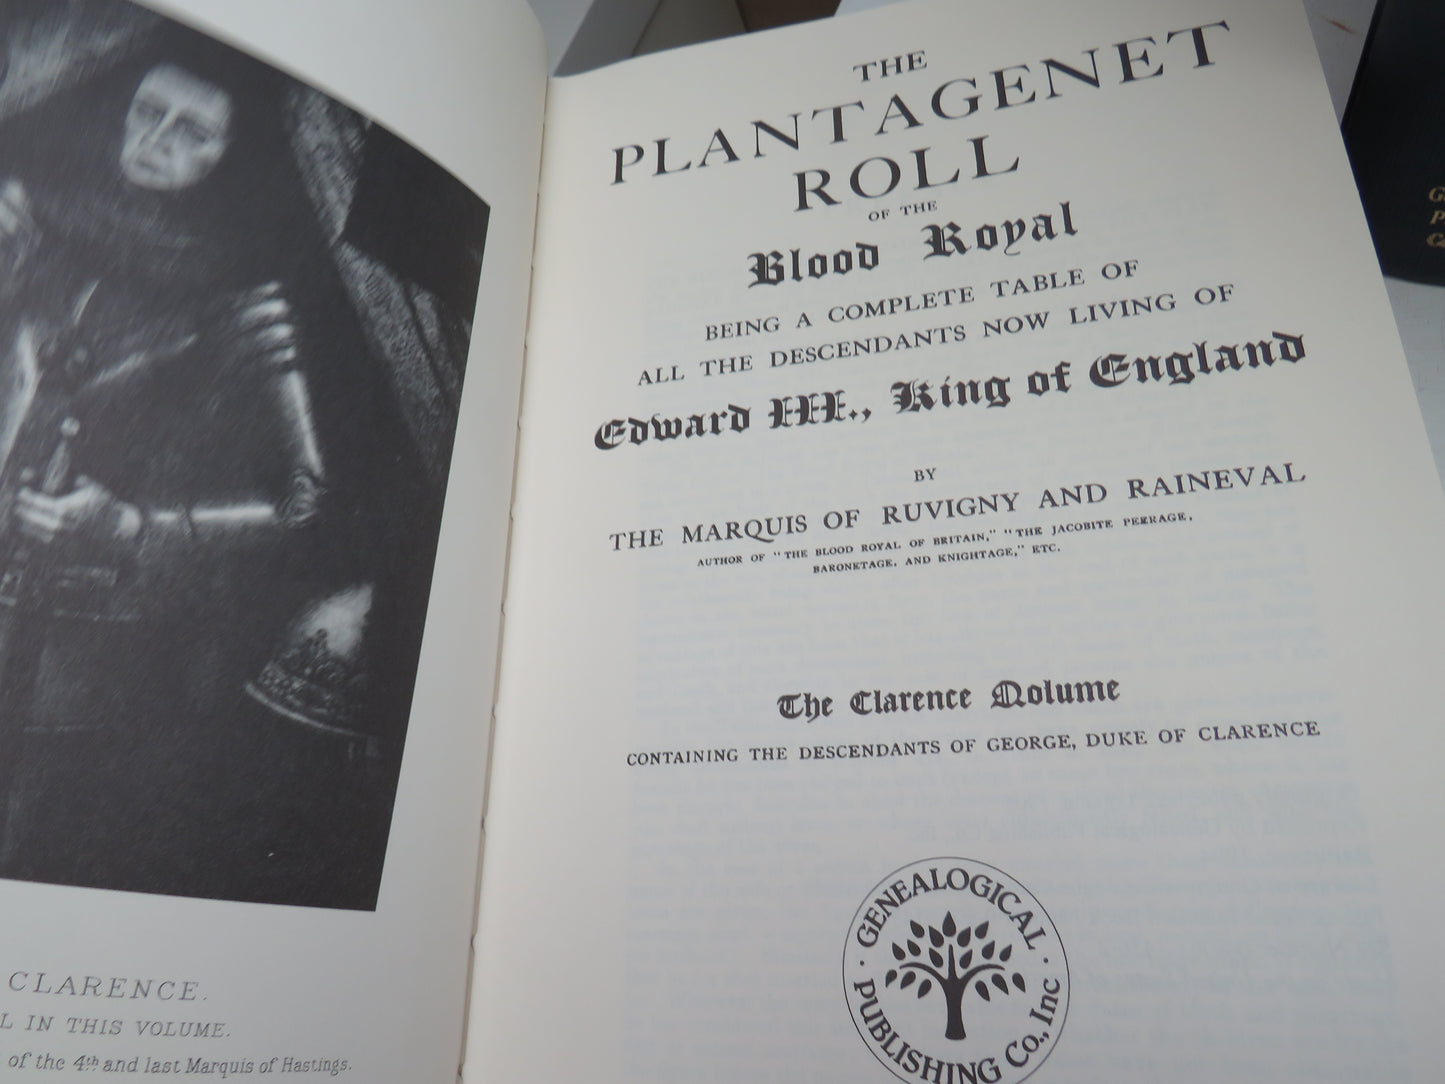 CLARENCE.
IN THIS VOLUME.
of the 4th and last Marquis of Hastings.
THE
PLANTAGENET
ROLL
OF THE
Blood Royal
BEING A COMPLETE TABLE OF
ALL THE DESCENDANTS NOW LIVING OF
Edward III., King of England
BY
THE MARQUIS OF RUVIGNY AND RAINEVAL
AUTHOR OF "THE BLOOD ROYAL OF BRITAIN," "THE JACOBITE PEERAGE,
BARONETAGE, AND KNIGHTAGE," ETC.
The Clarence Volume
CONTAINING THE DESCENDANTS OF GEORGE, DUKE OF CLARENCE
· GENEALOGICAL ·
PUBLISHING Co., Inc